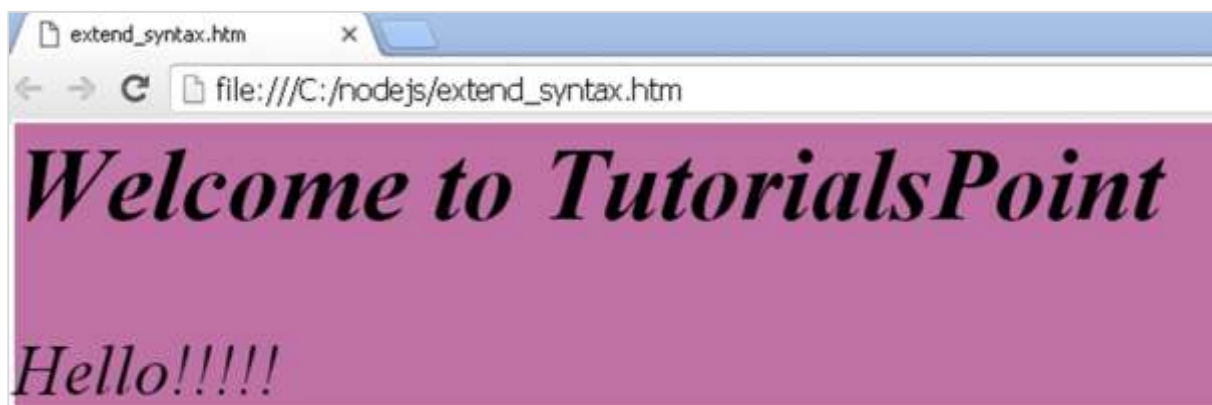 extend_syntax.htm
file:///C:/nodejs/extend_syntax.htm
Welcome to TutorialsPoint
Hello!!!!!